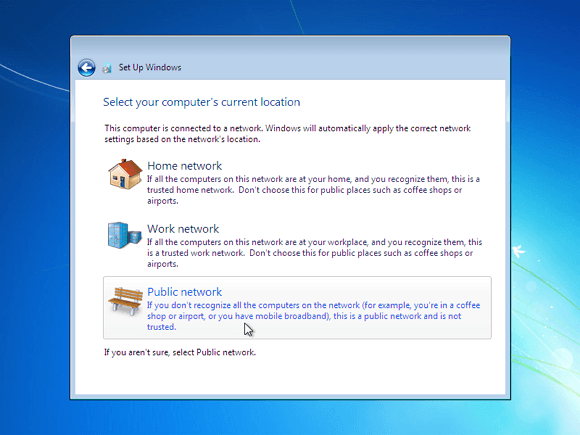 Set Up Windows
Select your computer's current location
This computer is connected to a network. Windows will automatically apply the correct network
settings based on the network's location.
Home network
If all the computers on this network are at your home, and you recognize them, this is a
trusted home network.  Don't choose this for public places such as coffee shops or
airports.
Work network
If all the computers on this network are at your workplace, and you recognize them, this
is a trusted work network.  Don't choose this for public places such as coffee shops or
airports.
Public network
If you don't recognize all the computers on the network (for example, you're in a coffee
shop or airport, or you have mobile broadband), this is a public network and is not
trusted.
If you aren't sure, select Public network.